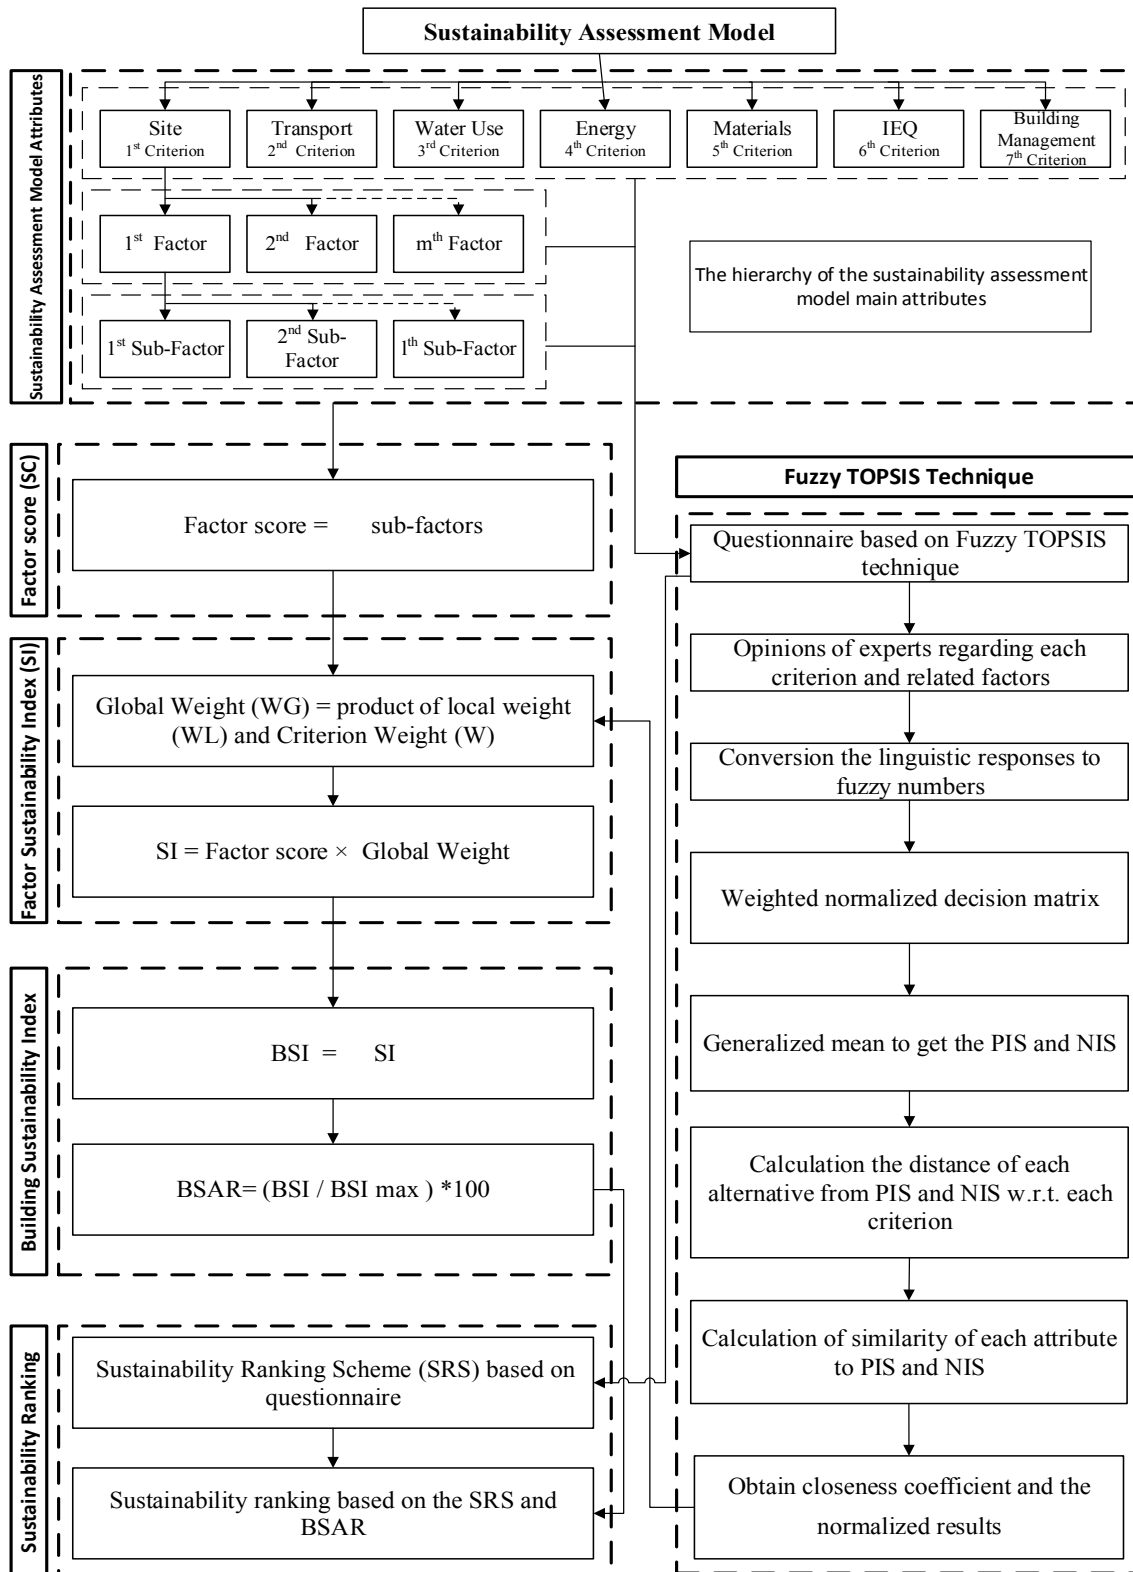 Sustainability Assessment Model
Sustainability Assessment Model Attributes
Site
1st Criterion
Transport
2nd Criterion
Water Use
3rd Criterion
Energy
4th Criterion
Materials
5th Criterion
IEQ
6th Criterion
Building
Management
7th Criterion
1st Factor
2nd Factor
mth Factor
The hierarchy of the sustainability assessment
model main attributes
1st Sub-Factor
2nd Sub-
Factor
lth Sub-Factor
Factor score (SC)
Factor score = sub-factors
Factor Sustainability Index (SI)
Global Weight (WG) = product of local weight
(WL) and Criterion Weight (W)
SI = Factor score × Global Weight
Building Sustainability Index
BSI = SI
BSAR= (BSI / BSI max ) *100
Sustainability Ranking
Sustainability Ranking Scheme (SRS) based on
questionnaire
Sustainability ranking based on the SRS and
BSAR
Fuzzy TOPSIS Technique
Questionnaire based on Fuzzy TOPSIS
technique
Opinions of experts regarding each
criterion and related factors
Conversion the linguistic responses to
fuzzy numbers
Weighted normalized decision matrix
Generalized mean to get the PIS and NIS
Calculation the distance of each
alternative from PIS and NIS w.r.t. each
criterion
Calculation of similarity of each attribute
to PIS and NIS
Obtain closeness coefficient and the
normalized results